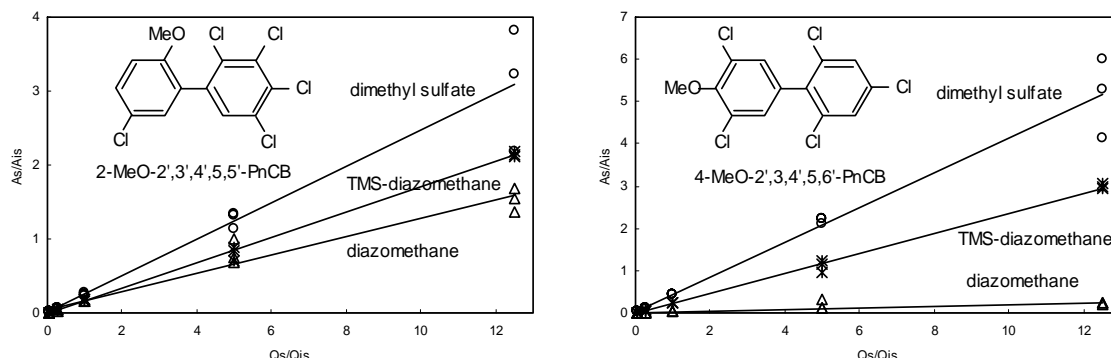 4
3
2
1
0
As/Ais
0
2
4
6
8
10
12
Qs/Qis
MeO
Cl
Cl
Cl
Cl
Cl
2-MeO-2',3',4',5,5'-PnCB
dimethyl sulfate
TMS-diazomethane
diazomethane
7
6
5
4
3
2
1
0
As/Ais
0
2
4
6
8
10
12
Qs/Qis
Cl
Cl
MeO
Cl
Cl
Cl
4-MeO-2',3,4',5,6'-PnCB
dimethyl sulfate
TMS-diazomethane
diazomethane